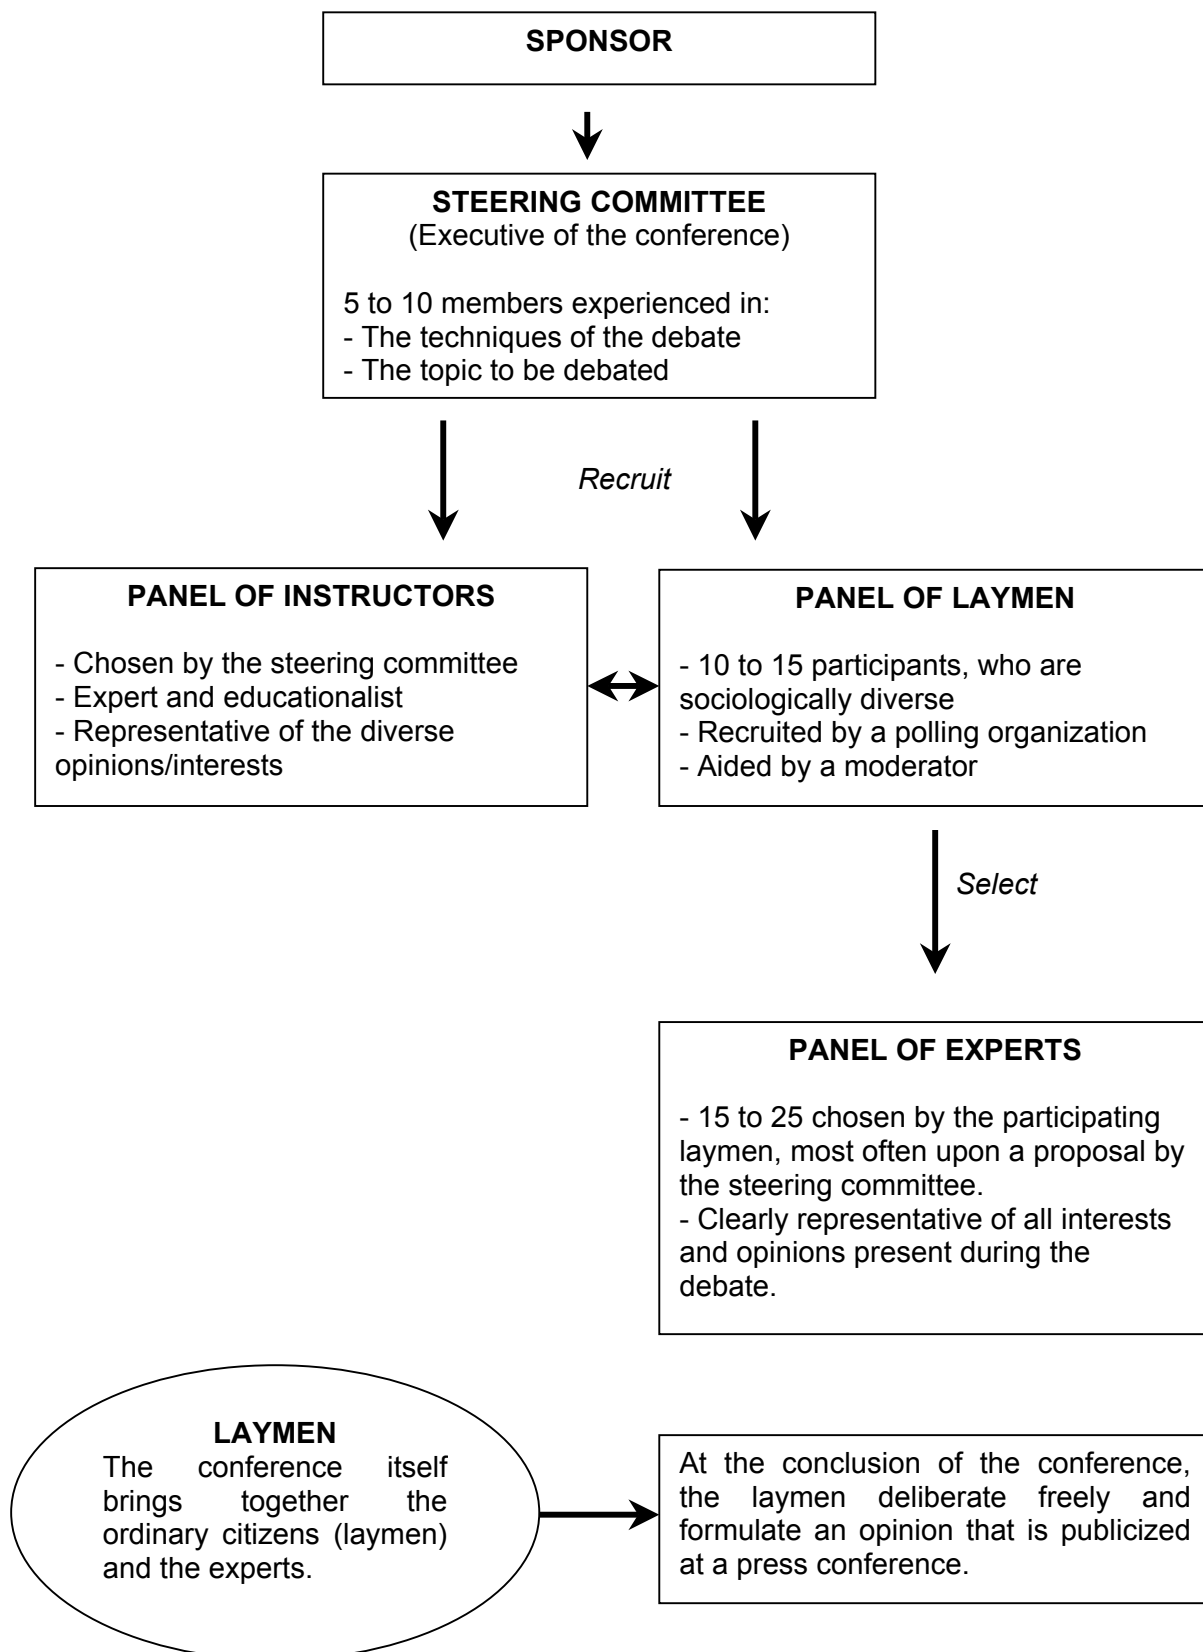 SPONSOR
STEERING COMMITTEE
(Executive of the conference)
5 to 10 members experienced in:
- The techniques of the debate
- The topic to be debated
Recruit
PANEL OF INSTRUCTORS
- Chosen by the steering committee
- Expert and educationalist
- Representative of the diverse
opinions/interests
PANEL OF LAYMEN
- 10 to 15 participants, who are
sociologically diverse
- Recruited by a polling organization
- Aided by a moderator
Select
PANEL OF EXPERTS
- 15 to 25 chosen by the participating
laymen, most often upon a proposal by
the steering committee.
- Clearly representative of all interests
and opinions present during the
debate.
LAYMEN
The conference itself
brings together the
ordinary citizens (laymen)
and the experts.
At the conclusion of the conference,
the laymen deliberate freely and
formulate an opinion that is publicized
at a press conference.